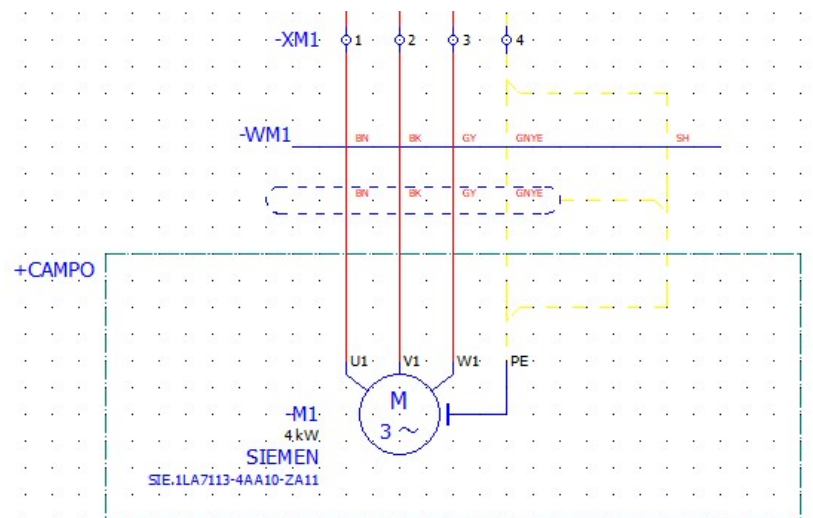 -XM1 1 2 3 4
-WM1 BN BK GY GNYE SH
BN BK GY GNYE
+CAMPO
U1 V1 W1 PE
M
3 ~
-M1
4 kW
SIEMEN
SIE.1LA7113-4AA10-ZA11